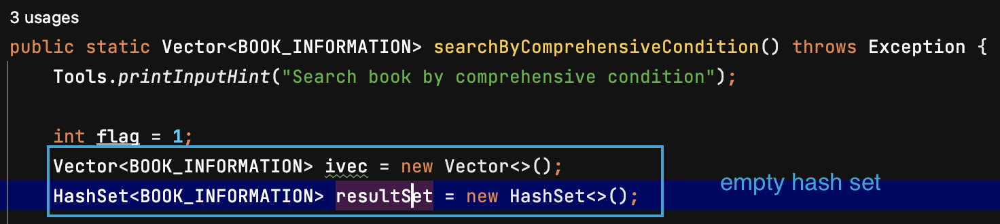 3 usages
public static Vector<BOOK_INFORMATION> searchByComprehensiveCondition() throws Exception {
Tools.printInputHint("Search book by comprehensive condition");
int flag = 1;
Vector<BOOK_INFORMATION> ivec = new Vector<>();
HashSet<BOOK_INFORMATION> resultSet = new HashSet<>();
empty hash set